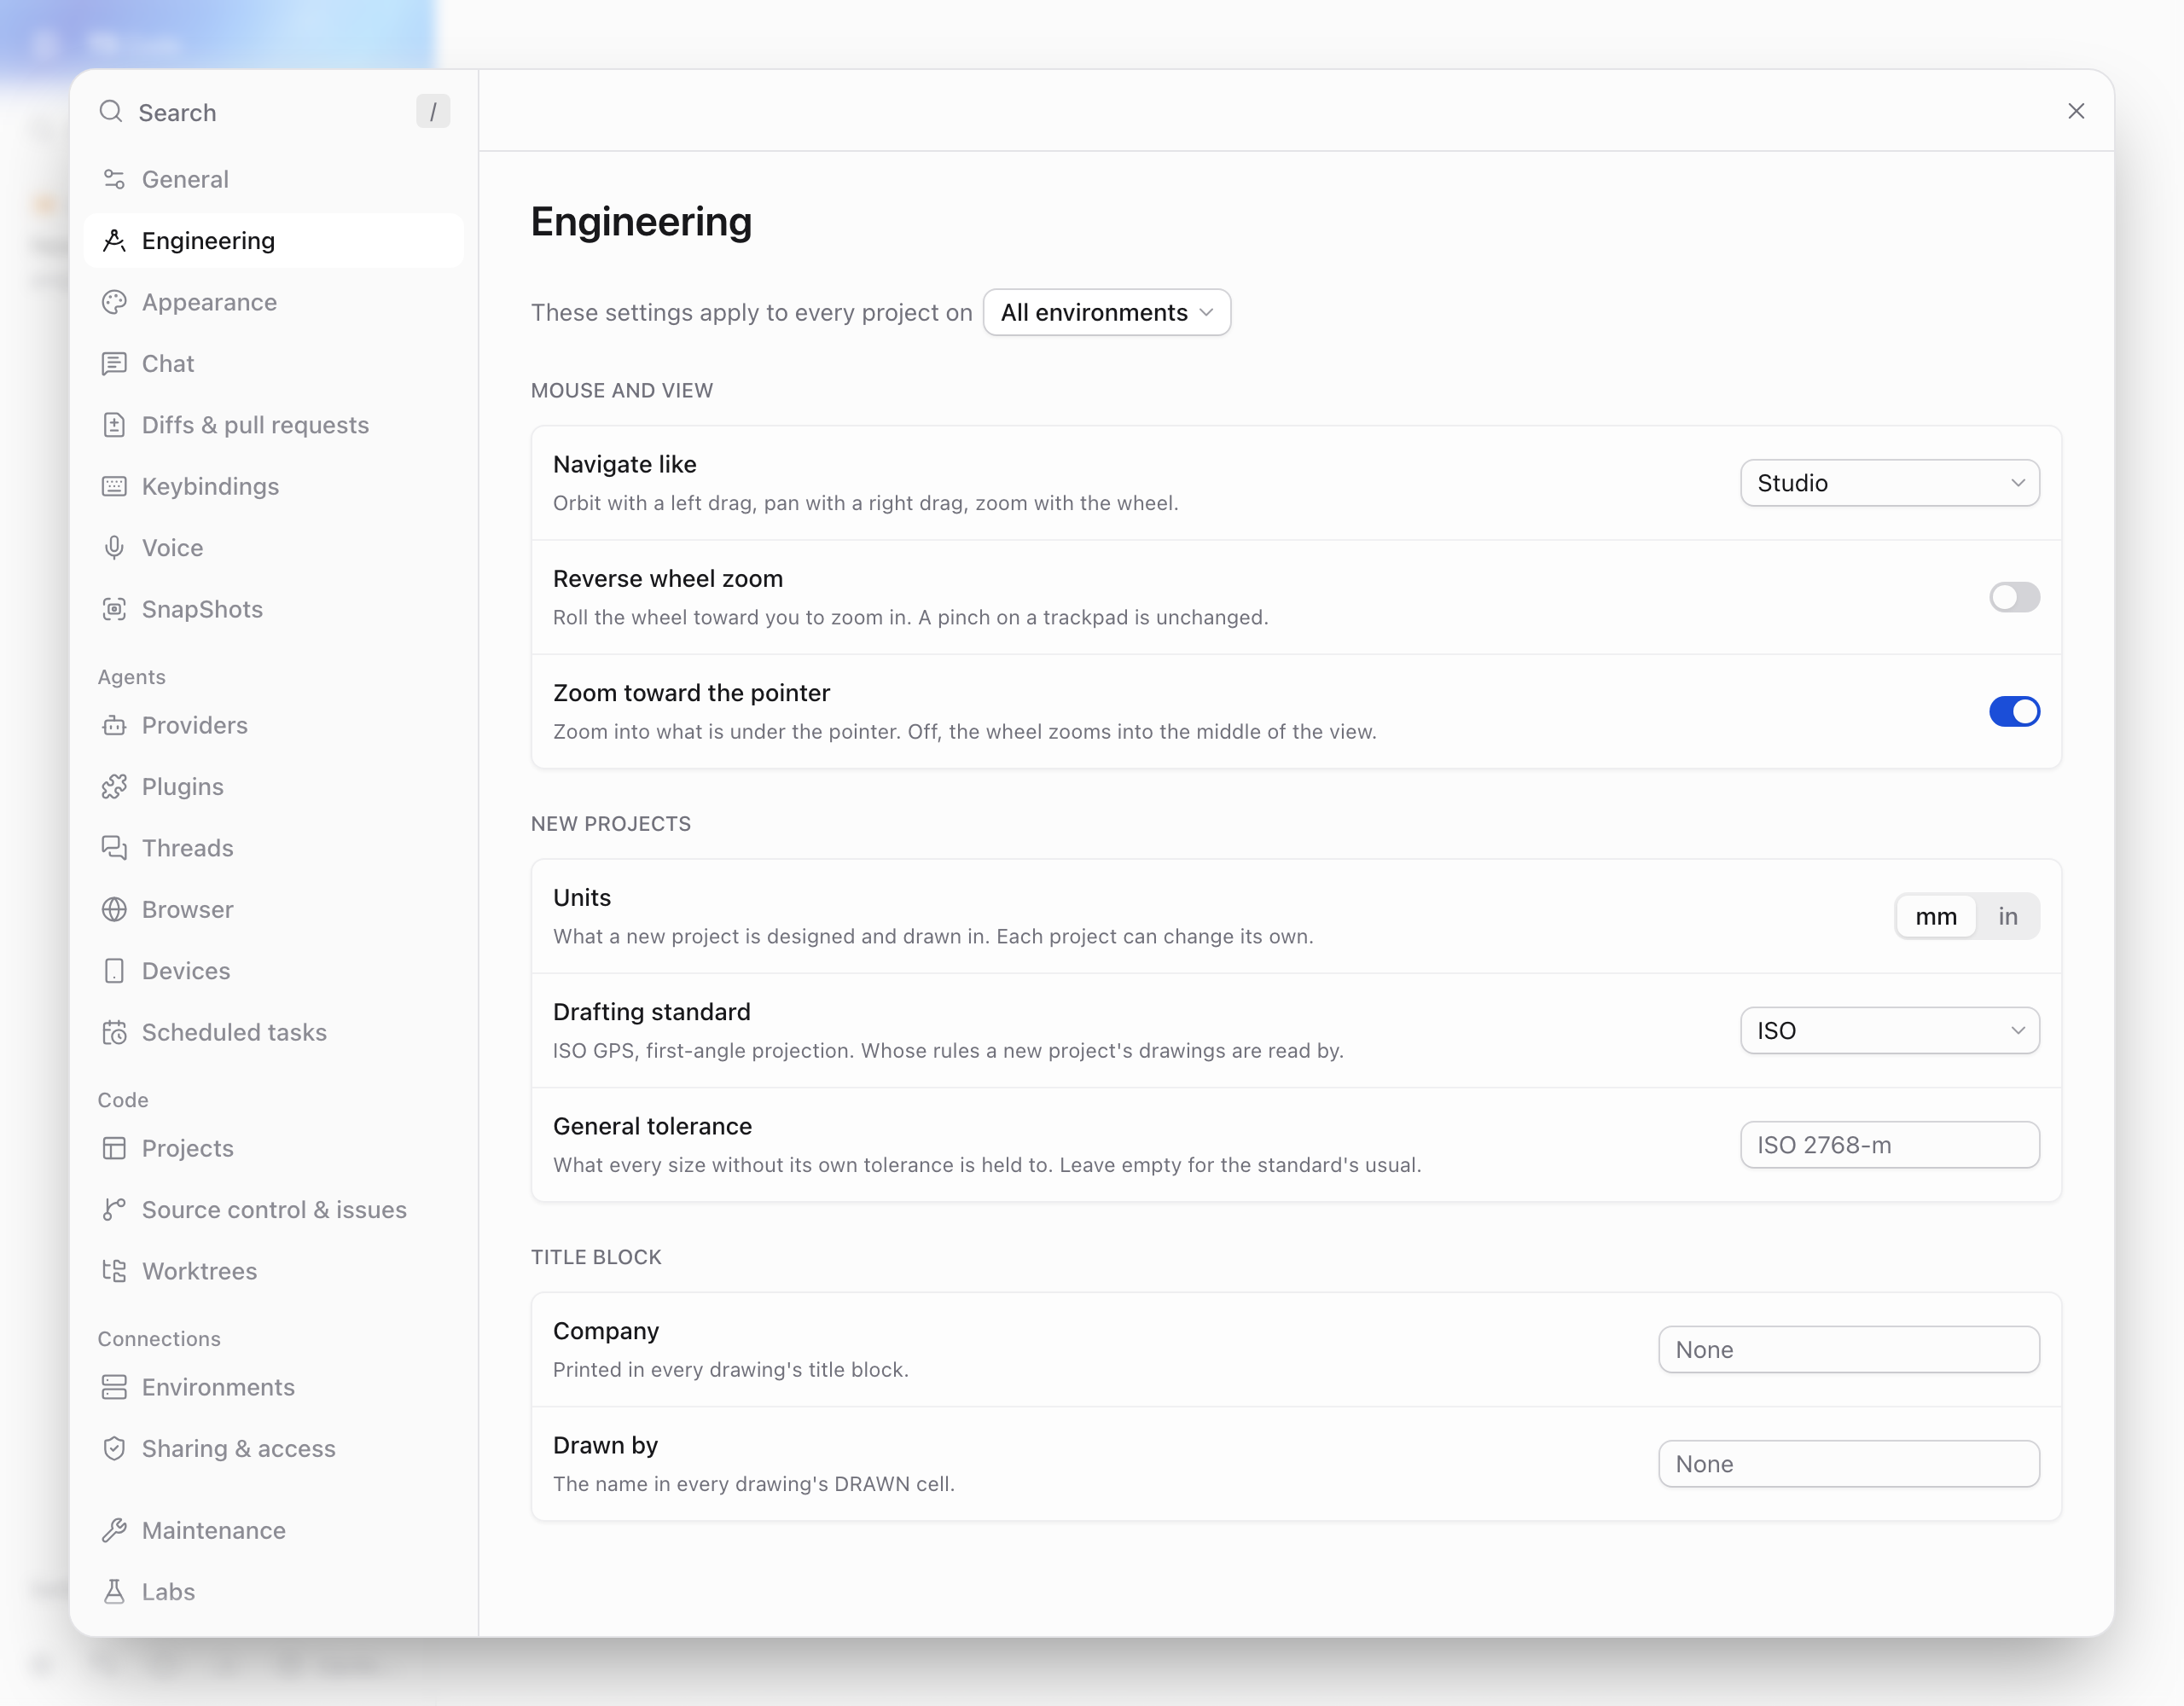 Search
/
General
Engineering
Appearance
Chat
Diffs & pull requests
Keybindings
Voice
SnapShots
Agents
Providers
Plugins
Threads
Browser
Devices
Scheduled tasks
Code
Projects
Source control & issues
Worktrees
Connections
Environments
Sharing & access
Maintenance
Labs
Engineering
These settings apply to every project on All environments
MOUSE AND VIEW
Navigate like
Orbit with a left drag, pan with a right drag, zoom with the wheel.
Studio
Reverse wheel zoom
Roll the wheel toward you to zoom in. A pinch on a trackpad is unchanged.
Zoom toward the pointer
Zoom into what is under the pointer. Off, the wheel zooms into the middle of the view.
NEW PROJECTS
Units
What a new project is designed and drawn in. Each project can change its own.
mm in
Drafting standard
ISO GPS, first-angle projection. Whose rules a new project's drawings are read by.
ISO
General tolerance
What every size without its own tolerance is held to. Leave empty for the standard's usual.
ISO 2768-m
TITLE BLOCK
Company
Printed in every drawing's title block.
None
Drawn by
The name in every drawing's DRAWN cell.
None